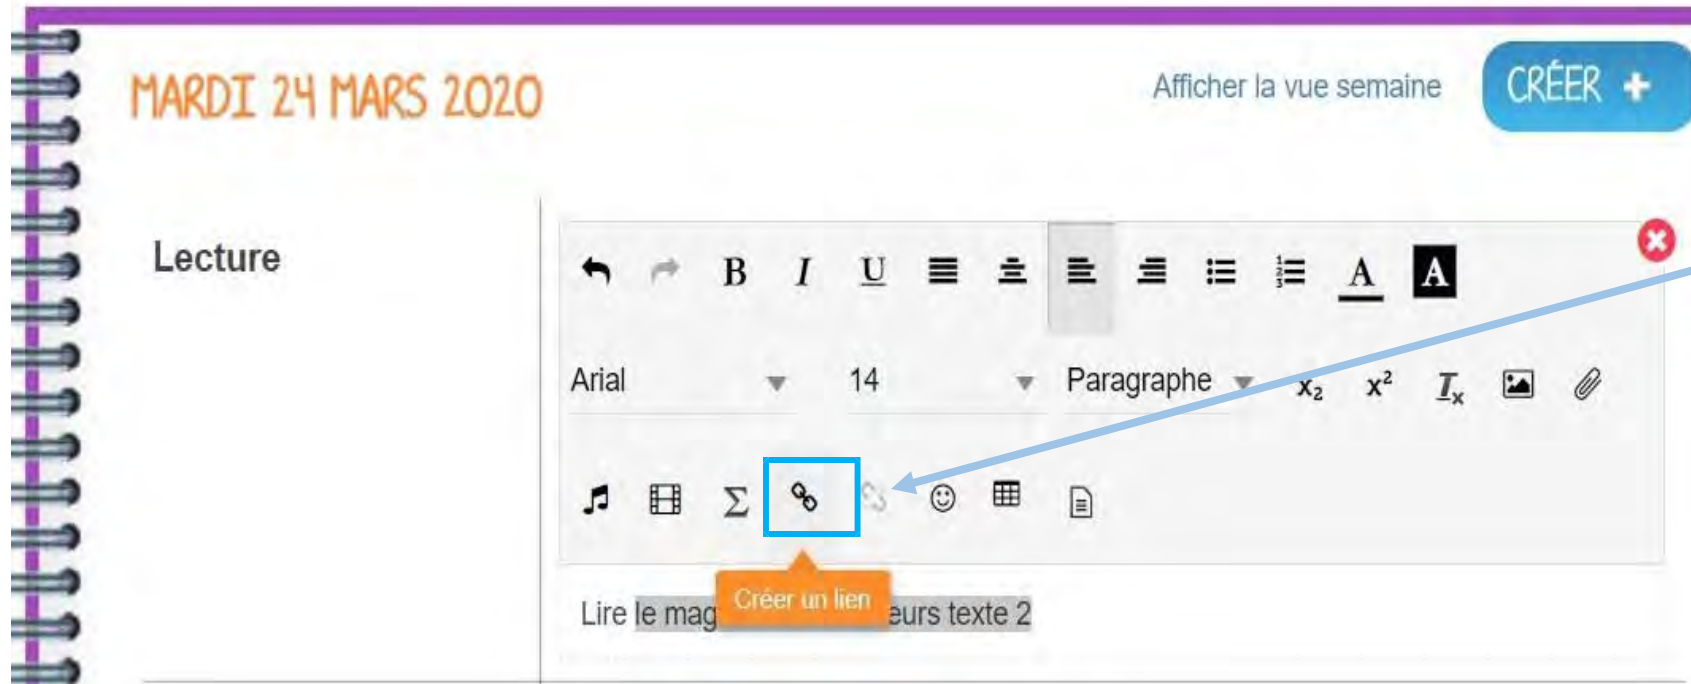 MARDI 24 MARS 2020
Afficher la vue semaine
CRÉER +
Lecture
B I U A A
Arial 14 Paragraphe x₂ x² Tx
Σ
Créer un lien
Lire le mag eurs texte 2